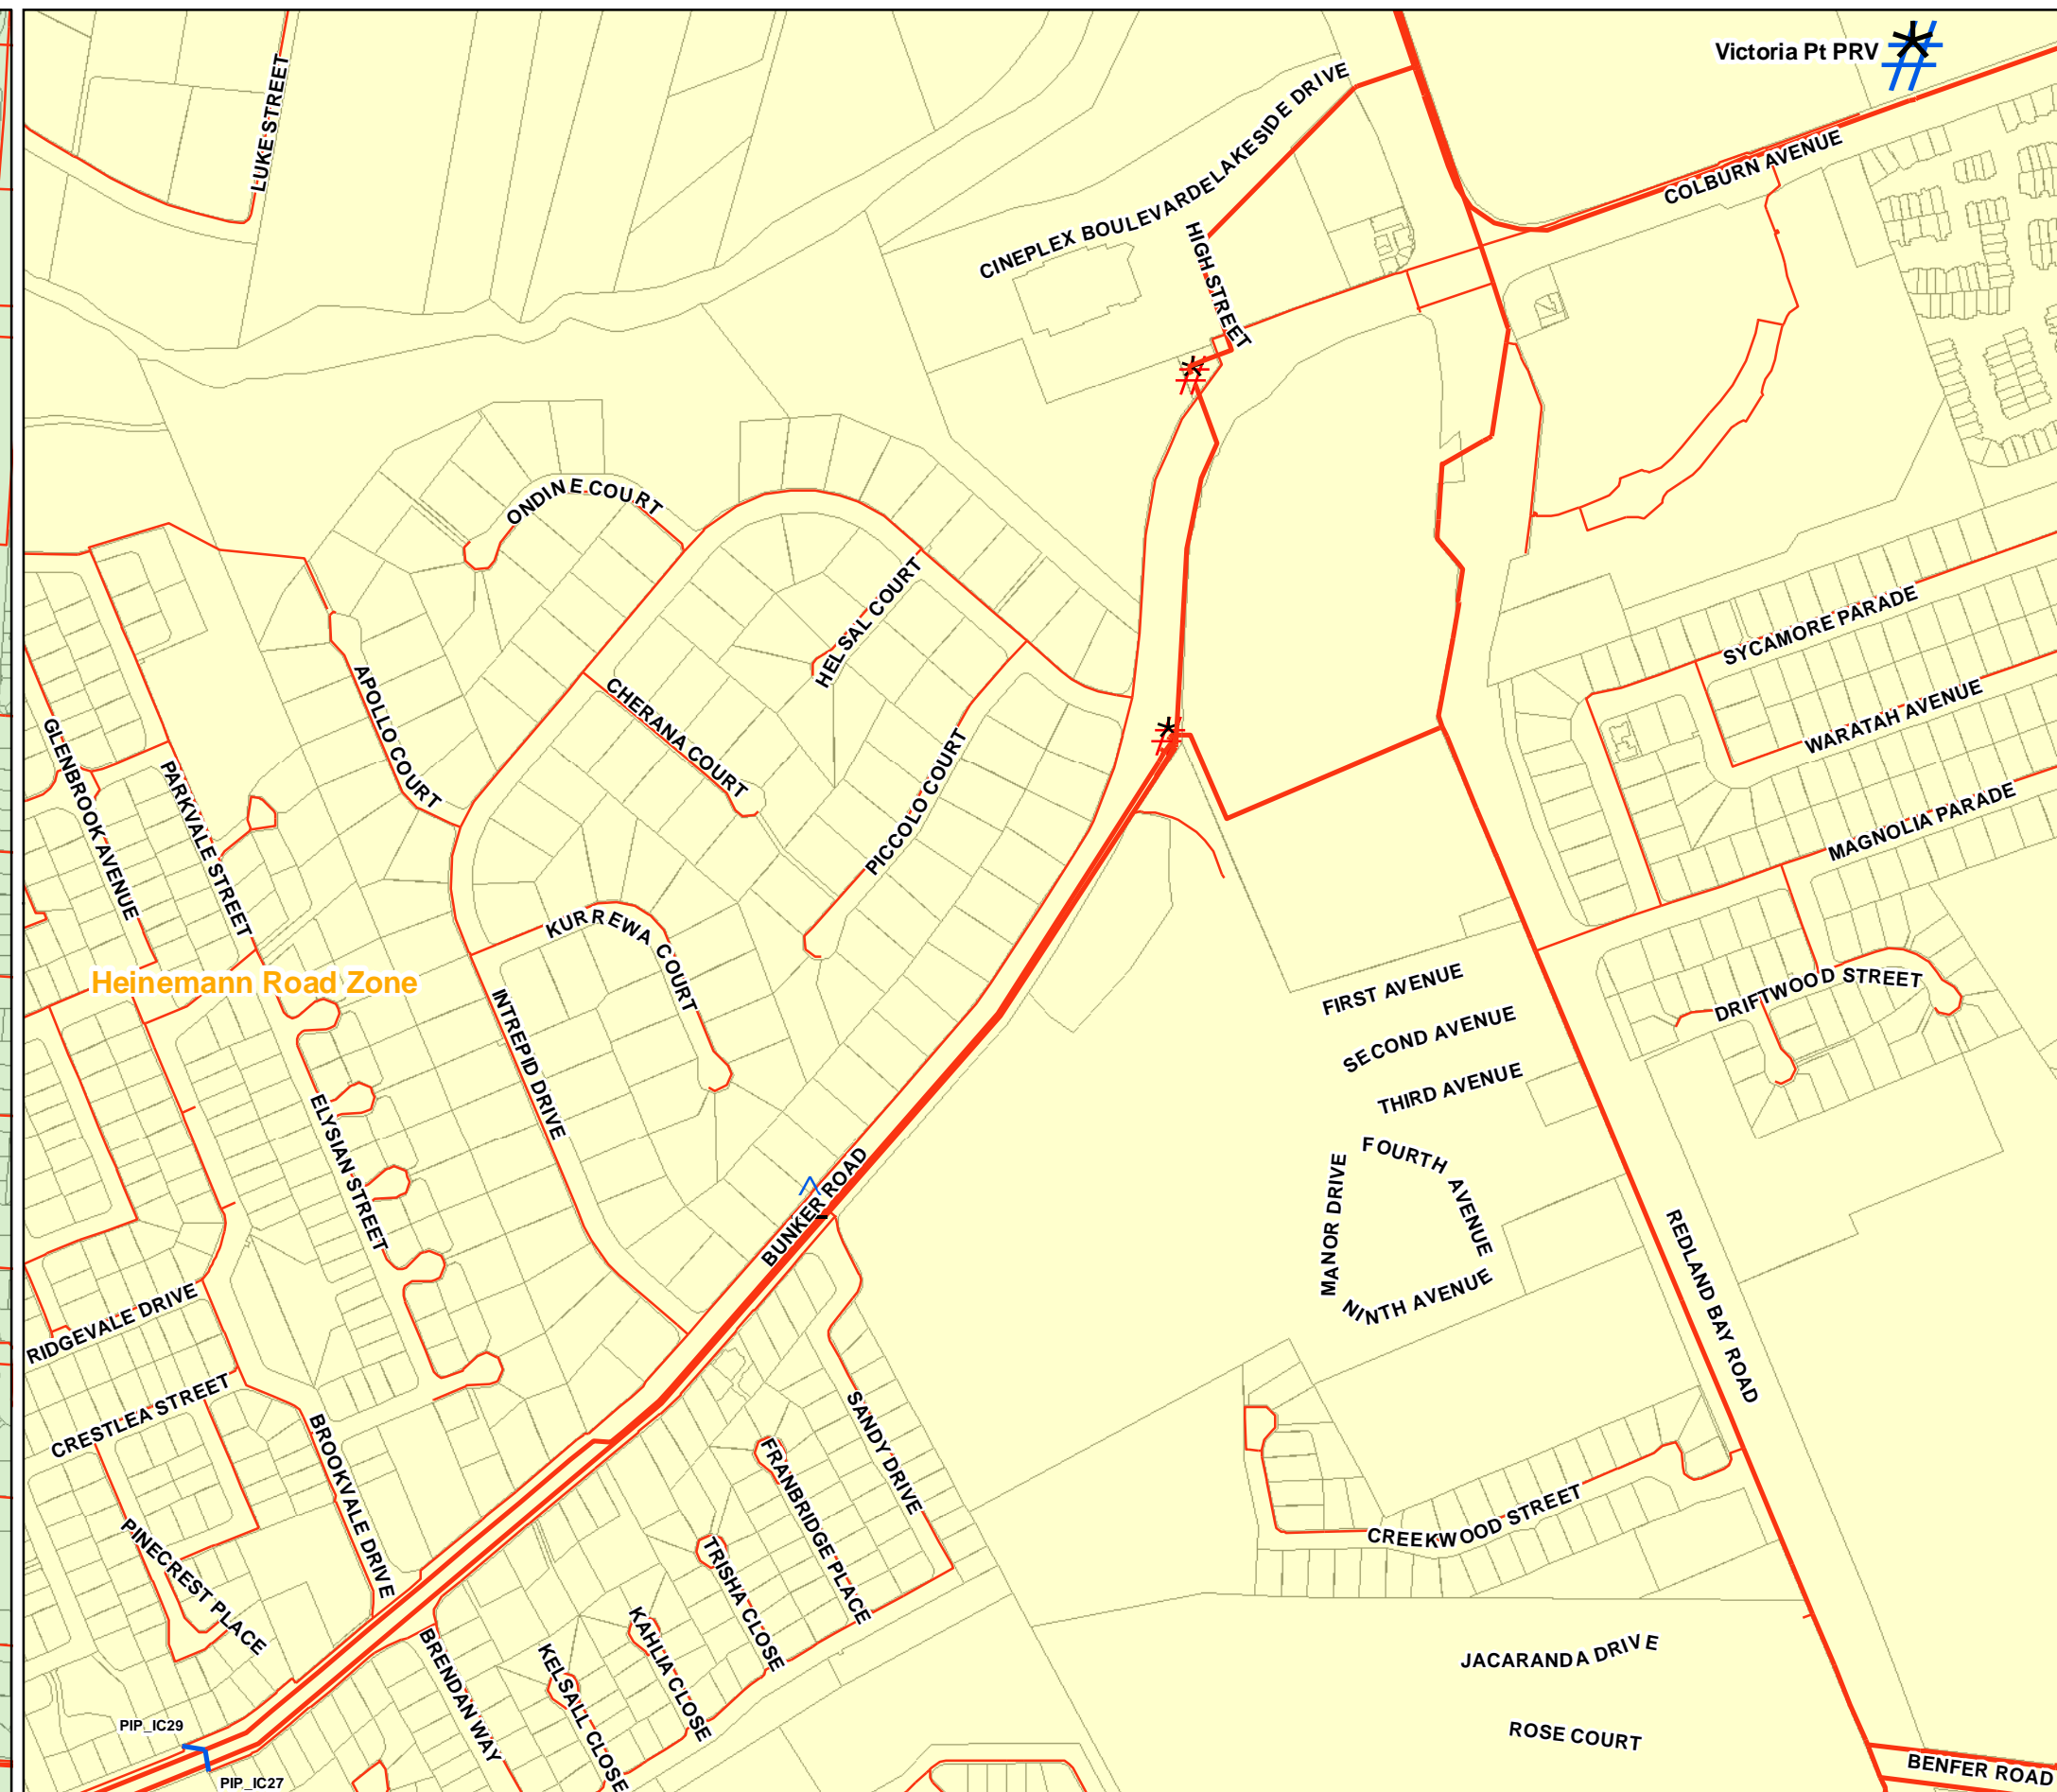 Victoria Pt PRV
LUKE STREET
CINEPLEX BOULEVARDE
LAKESIDE DRIVE
COLBURN AVENUE
HIGH STREET
ONDINE COURT
HELSAL COURT
SYCAMORE PARADE
APOLLO COURT
CHERANA COURT
WARATAH AVENUE
GLENBROOK AVENUE
PARKVALE STREET
PICCOLO COURT
MAGNOLIA PARADE
KURREWA COURT
Heinemann Road Zone
FIRST AVENUE
DRIFTWOOD STREET
INTREPID DRIVE
SECOND AVENUE
THIRD AVENUE
ELYSIAN STREET
FOURTH AVENUE
MANOR DRIVE
BUNKER ROAD
NINTH AVENUE
REDLAND BAY ROAD
RIDGEVALE DRIVE
CRESTLEA STREET
SANDY DRIVE
BROOKVALE DRIVE
FRANBRIDGE PLACE
CREEKWOOD STREET
PINECREST PLACE
TRISHA CLOSE
KAHLIA CLOSE
BRENDAN WAY
KELSALL CLOSE
JACARANDA DRIVE
ROSE COURT
PIP_IC29
BENFER ROAD
PIP_IC27